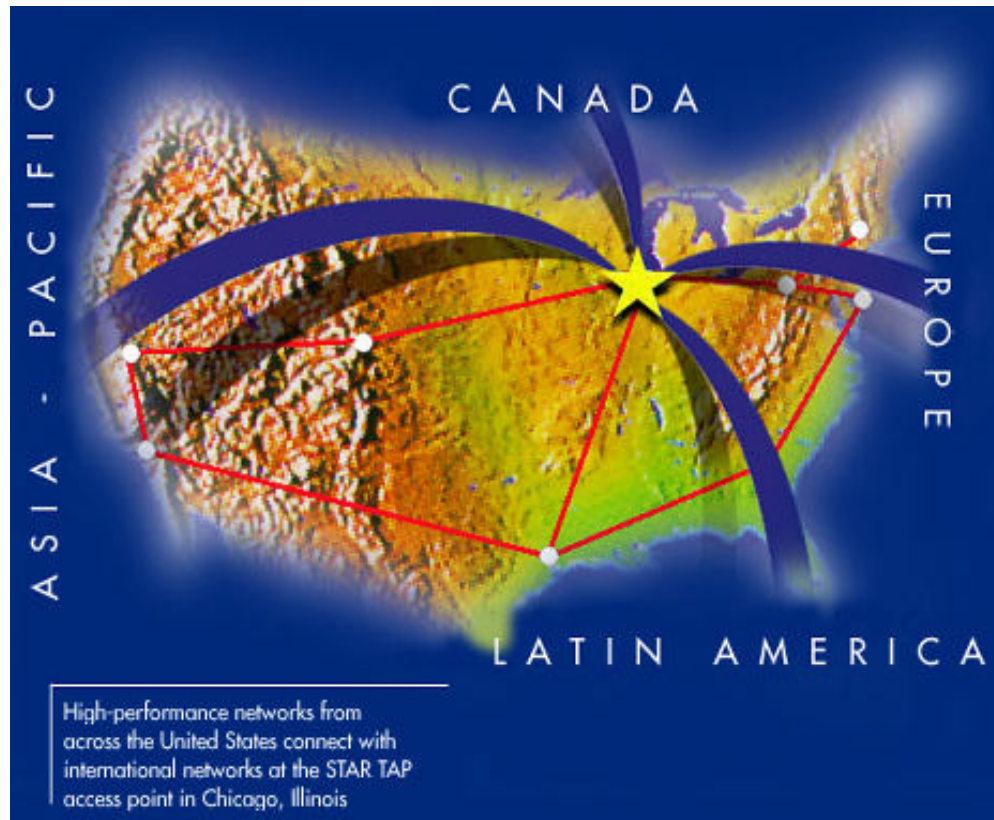 CANADA
ASIA - PACIFIC
EUROPE
LATIN AMERICA
High-performance networks from
across the United States connect with
international networks at the STAR TAP
access point in Chicago, Illinois